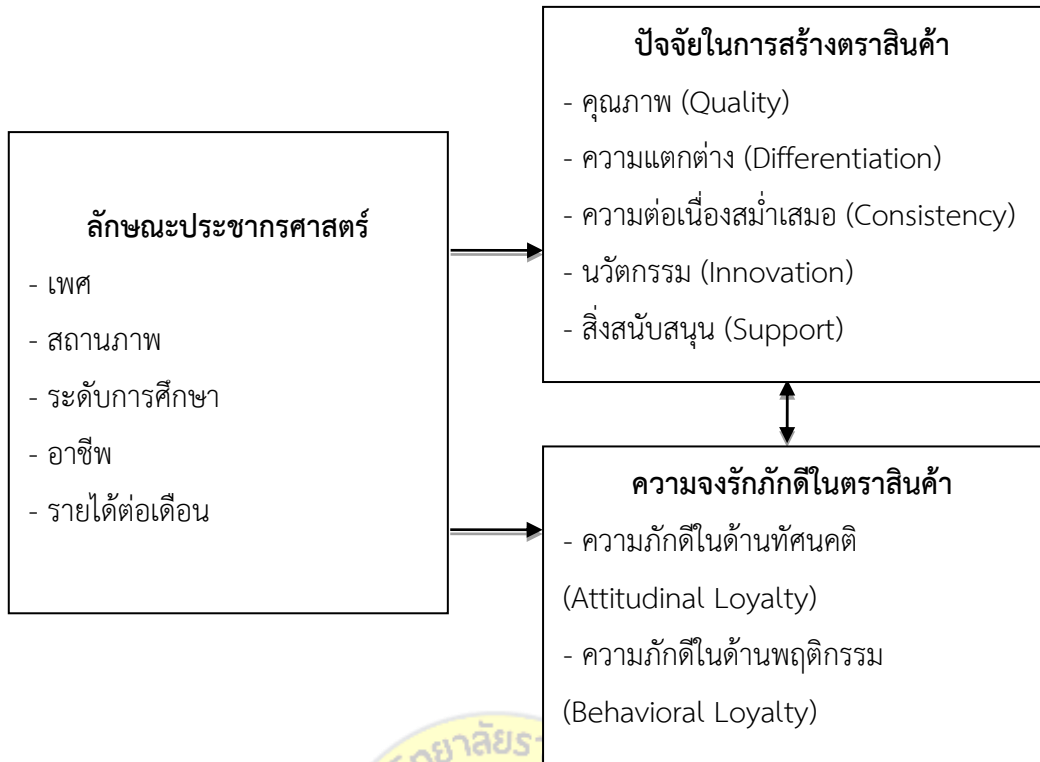 ปัจจัยในการสร้างตราสินค้า
- คุณภาพ (Quality)
- ความแตกต่าง (Differentiation)
- ความต่อเนื่องสม่ำเสมอ (Consistency)
- นวัตกรรม (Innovation)
- สิ่งสนับสนุน (Support)
ลักษณะประชากรศาสตร์
- เพศ
- สถานภาพ
- ระดับการศึกษา
- อาชีพ
- รายได้ต่อเดือน
ความจงรักภักดีในตราสินค้า
- ความภักดีในด้านทัศนคติ
(Attitudinal Loyalty)
- ความภักดีในด้านพฤติกรรม
(Behavioral Loyalty)